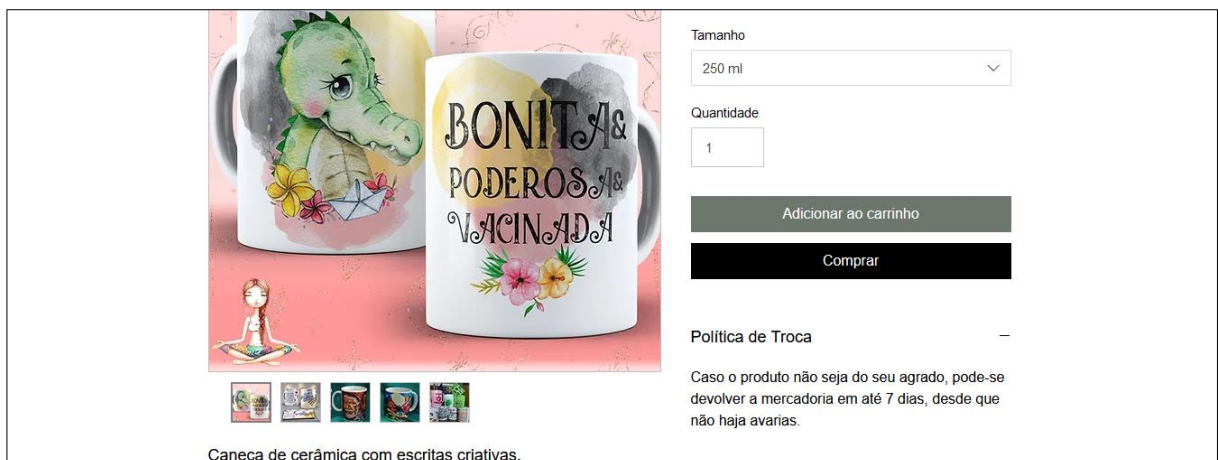 BONITA&
PODEROSA&
VACINADA
Caneca de cerâmica com escritas criativas.
Tamanho
250 ml
Quantidade
1
Adicionar ao carrinho
Comprar
Política de Troca
Caso o produto não seja do seu agrado, pode-se
devolver a mercadoria em até 7 dias, desde que
não haja avarias.